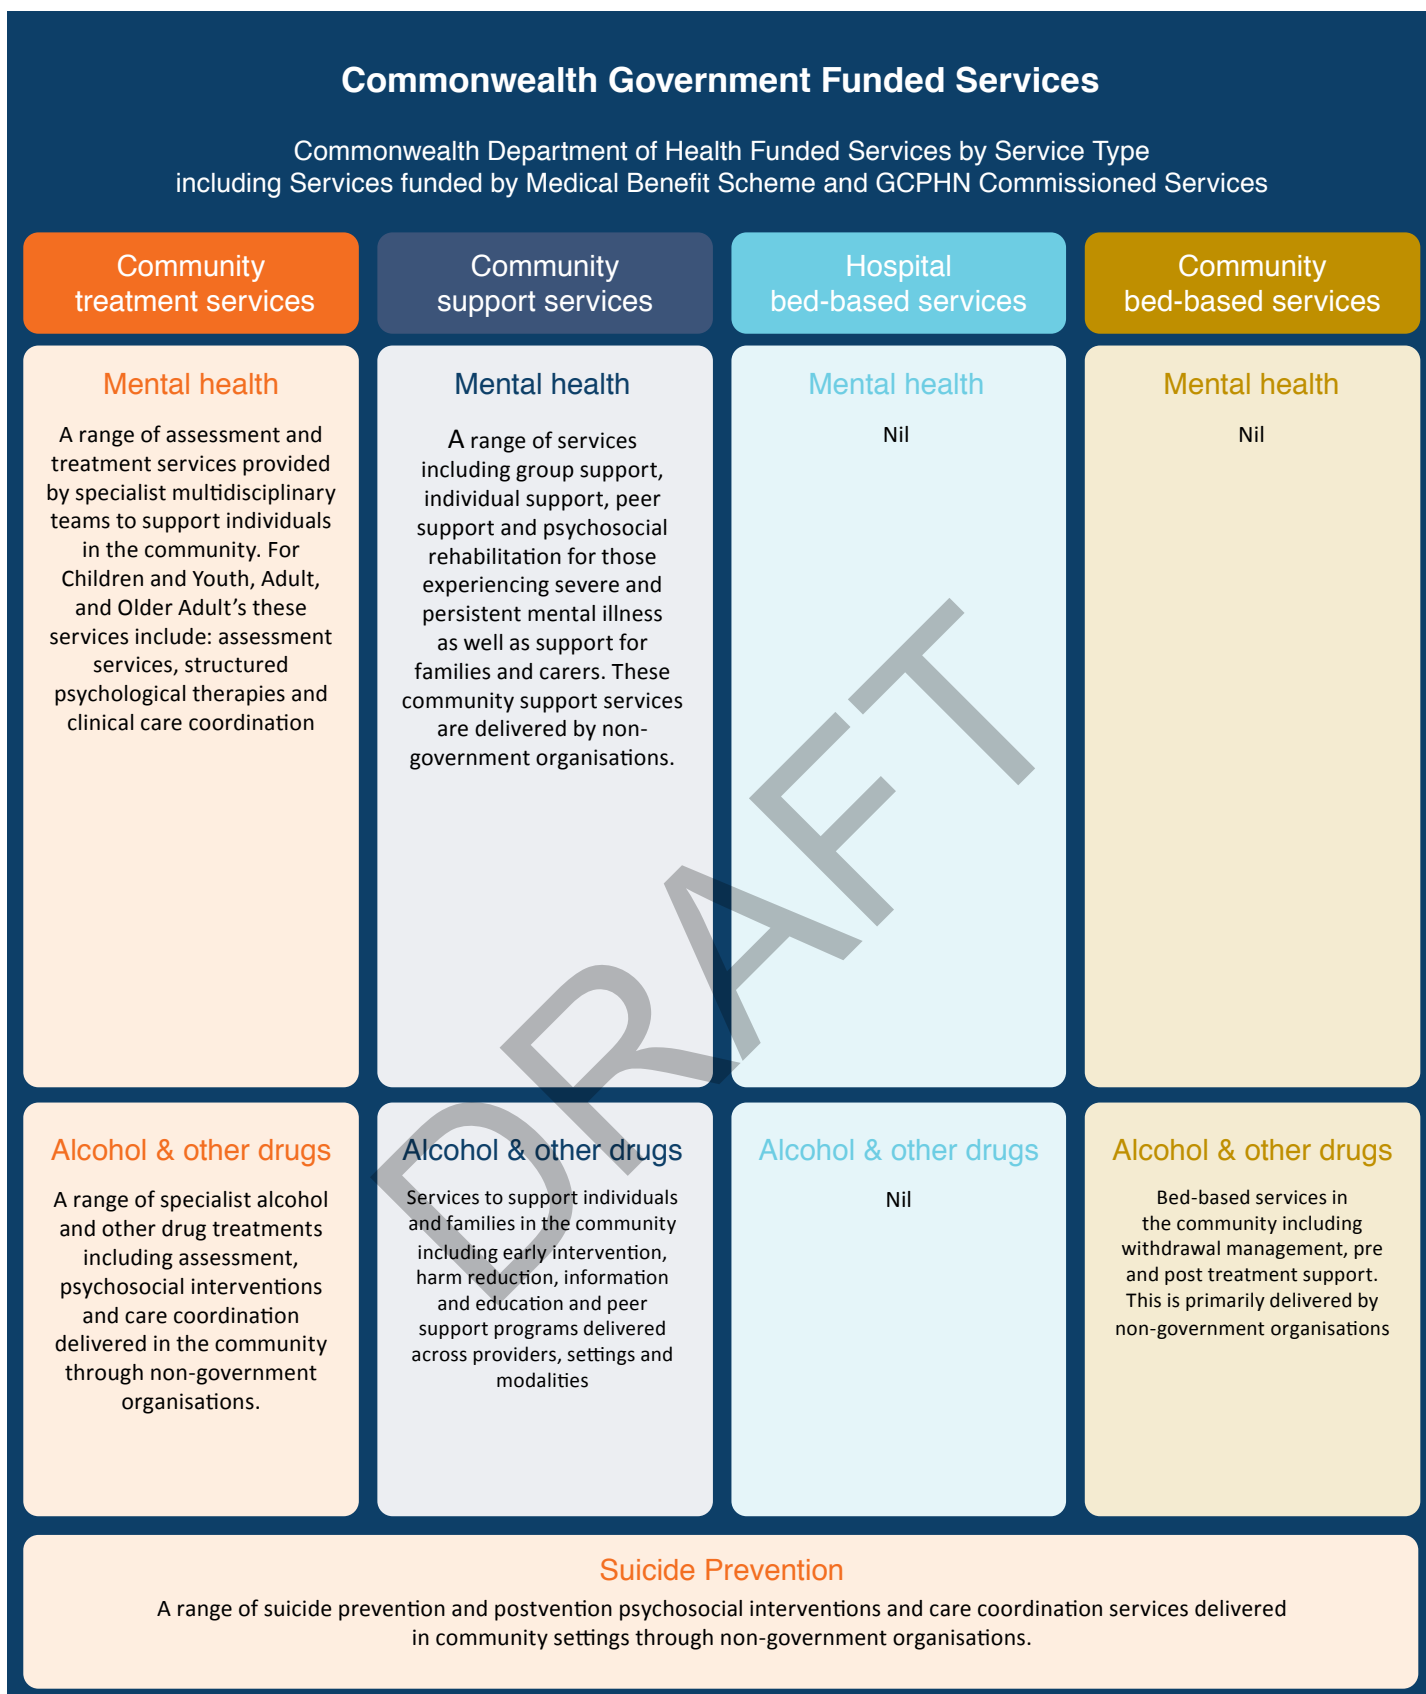 Commonwealth Government Funded Services
Commonwealth Department of Health Funded Services by Service Type
including Services funded by Medical Benefit Scheme and GCPHN Commissioned Services
Community
treatment services
Community
support services
Hospital
bed-based services
Community
bed-based services
Mental health
A range of assessment and
treatment services provided
by specialist multidisciplinary
teams to support individuals
in the community. For
Children and Youth, Adult,
and Older Adult’s these
services include: assessment
services, structured
psychological therapies and
clinical care coordination
Mental health
A range of services
including group support,
individual support, peer
support and psychosocial
rehabilitation for those
experiencing severe and
persistent mental illness
as well as support for
families and carers. These
community support services
are delivered by non-
government organisations.
Mental health
Nil
Mental health
Nil
Alcohol & other drugs
A range of specialist alcohol
and other drug treatments
including assessment,
psychosocial interventions
and care coordination
delivered in the community
through non-government
organisations.
Alcohol & other drugs
Services to support individuals
and families in the community
including early intervention,
harm reduction, information
and education and peer
support programs delivered
across providers, settings and
modalities
Alcohol & other drugs
Nil
Alcohol & other drugs
Bed-based services in
the community including
withdrawal management, pre
and post treatment support.
This is primarily delivered by
non-government organisations
Suicide Prevention
A range of suicide prevention and postvention psychosocial interventions and care coordination services delivered
in community settings through non-government organisations.
DRAFT